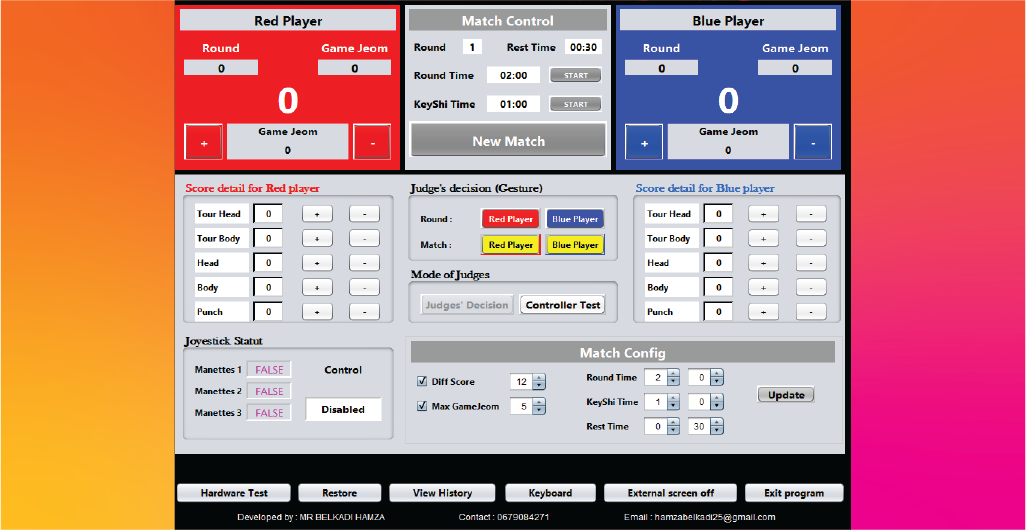 Red Player
Round Game Jeom
0 0
0
+ Game Jeom -
0
Match Control
Round 1 Rest Time 00:30
Round Time 02:00 START
KeyShi Time 01:00 START
New Match
Blue Player
Round Game Jeom
0 0
0
+ Game Jeom -
0
Score detail for Red player
Tour Head 0 + -
Tour Body 0 + -
Head 0 + -
Body 0 + -
Punch 0 + -
Judge's decision (Gesture)
Round : Red Player Blue Player
Match : Red Player Blue Player
Mode of Judges
Judges' Decision Controller Test
Score detail for Blue player
Tour Head 0 + -
Tour Body 0 + -
Head 0 + -
Body 0 + -
Punch 0 + -
Joyestick Statut
Manettes 1 FALSE Control
Manettes 2 FALSE
Manettes 3 FALSE Disabled
Match Config
Diff Score 12 Round Time 2 0
Max GameJeom 5 KeyShi Time 1 0
Rest Time 0 30
Update
Hardware Test Restore View History Keyboard External screen off Exit program
Developed by : MR BELKADI HAMZA Contact : 0679084271 Email : hamzabelkadi25@gmail.com